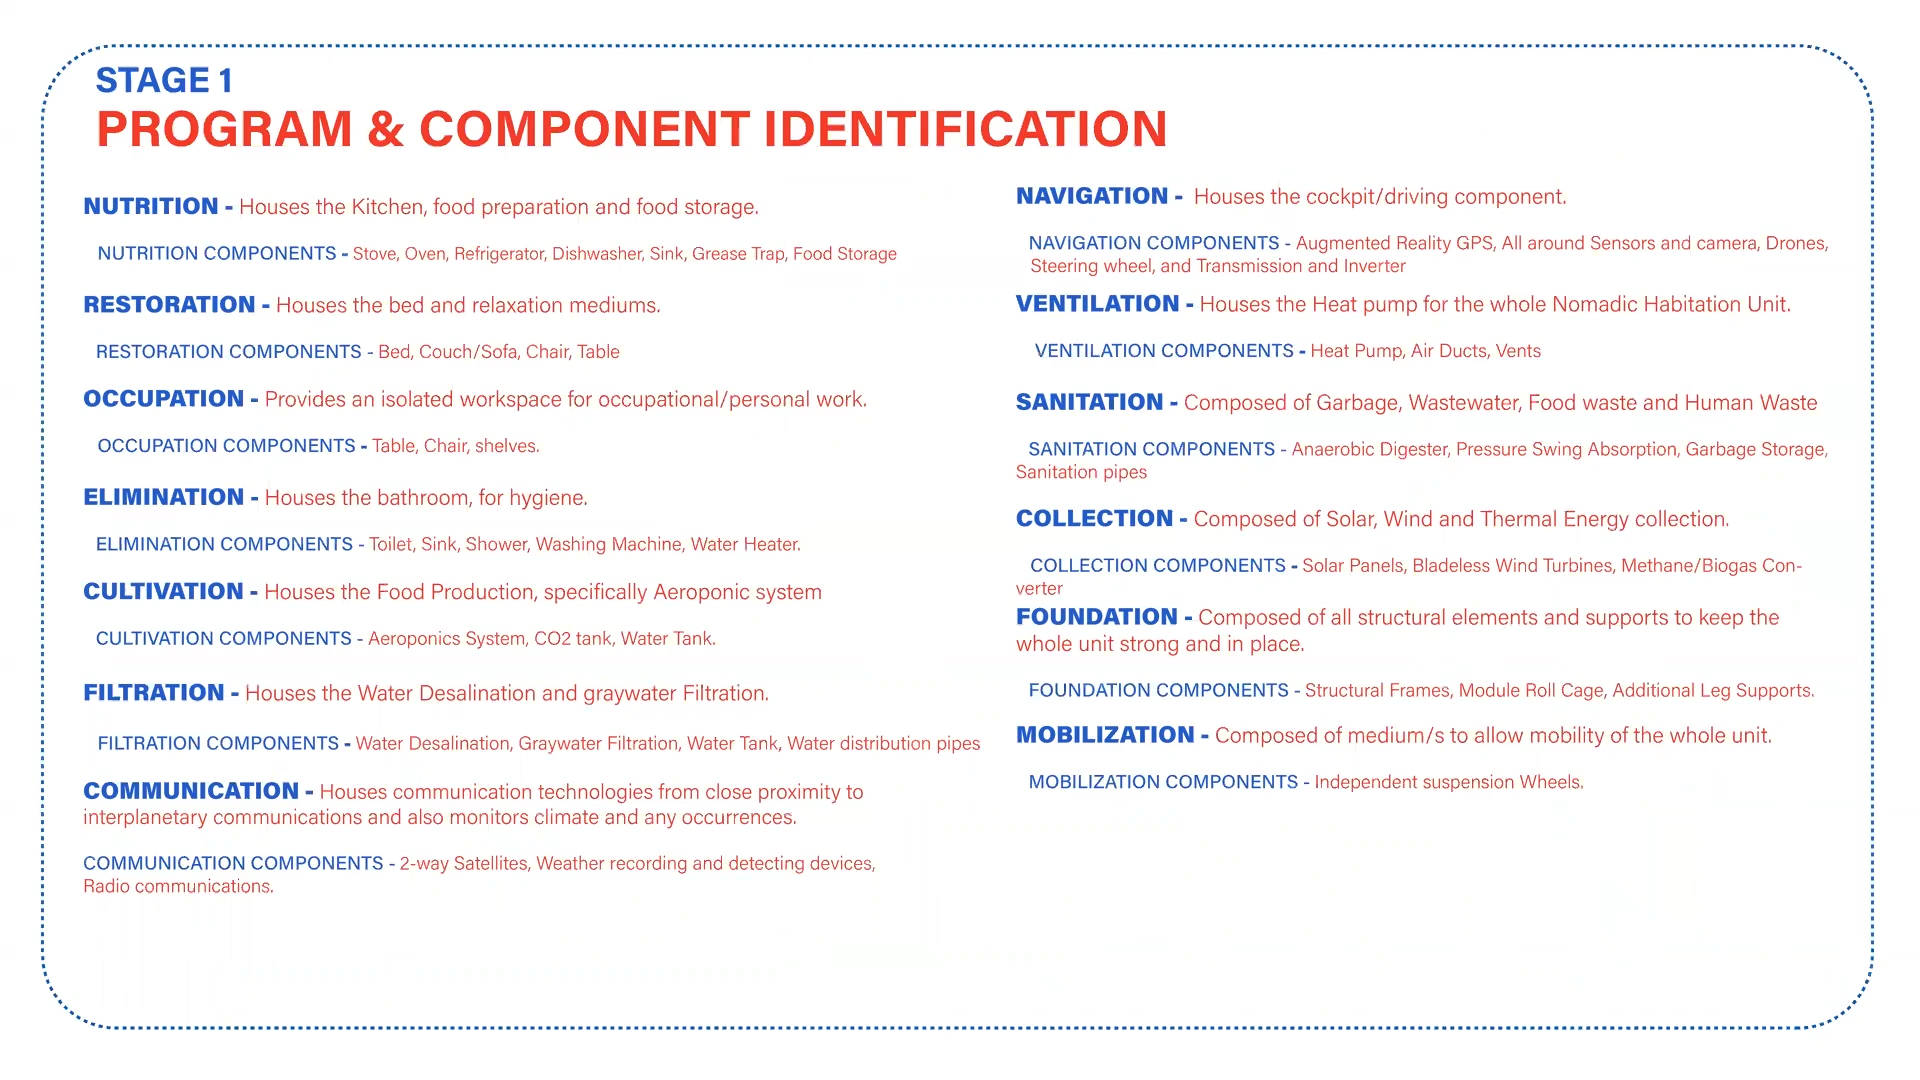 STAGE 1
PROGRAM & COMPONENT IDENTIFICATION
NUTRITION - Houses the Kitchen, food preparation and food storage.
NUTRITION COMPONENTS - Stove, Oven, Refrigerator, Dishwasher, Sink, Grease Trap, Food Storage
RESTORATION - Houses the bed and relaxation mediums.
RESTORATION COMPONENTS - Bed, Couch/Sofa, Chair, Table
OCCUPATION - Provides an isolated workspace for occupational/personal work.
OCCUPATION COMPONENTS - Table, Chair, shelves.
ELIMINATION - Houses the bathroom, for hygiene.
ELIMINATION COMPONENTS - Toilet, Sink, Shower, Washing Machine, Water Heater.
CULTIVATION - Houses the Food Production, specifically Aeroponic system
CULTIVATION COMPONENTS - Aeroponics System, CO2 tank, Water Tank.
FILTRATION - Houses the Water Desalination and graywater Filtration.
FILTRATION COMPONENTS - Water Desalination, Graywater Filtration, Water Tank, Water distribution pipes
COMMUNICATION - Houses communication technologies from close proximity to
interplanetary communications and also monitors climate and any occurrences.
COMMUNICATION COMPONENTS - 2-way Satellites, Weather recording and detecting devices,
Radio communications.
NAVIGATION - Houses the cockpit/driving component.
NAVIGATION COMPONENTS - Augmented Reality GPS, All around Sensors and camera, Drones,
Steering wheel, and Transmission and Inverter
VENTILATION - Houses the Heat pump for the whole Nomadic Habitation Unit.
VENTILATION COMPONENTS - Heat Pump, Air Ducts, Vents
SANITATION - Composed of Garbage, Wastewater, Food waste and Human Waste
SANITATION COMPONENTS - Anaerobic Digester, Pressure Swing Absorption, Garbage Storage,
Sanitation pipes
COLLECTION - Composed of Solar, Wind and Thermal Energy collection.
COLLECTION COMPONENTS - Solar Panels, Bladeless Wind Turbines, Methane/Biogas Con-
verter
FOUNDATION - Composed of all structural elements and supports to keep the
whole unit strong and in place.
FOUNDATION COMPONENTS - Structural Frames, Module Roll Cage, Additional Leg Supports.
MOBILIZATION - Composed of medium/s to allow mobility of the whole unit.
MOBILIZATION COMPONENTS - Independent suspension Wheels.